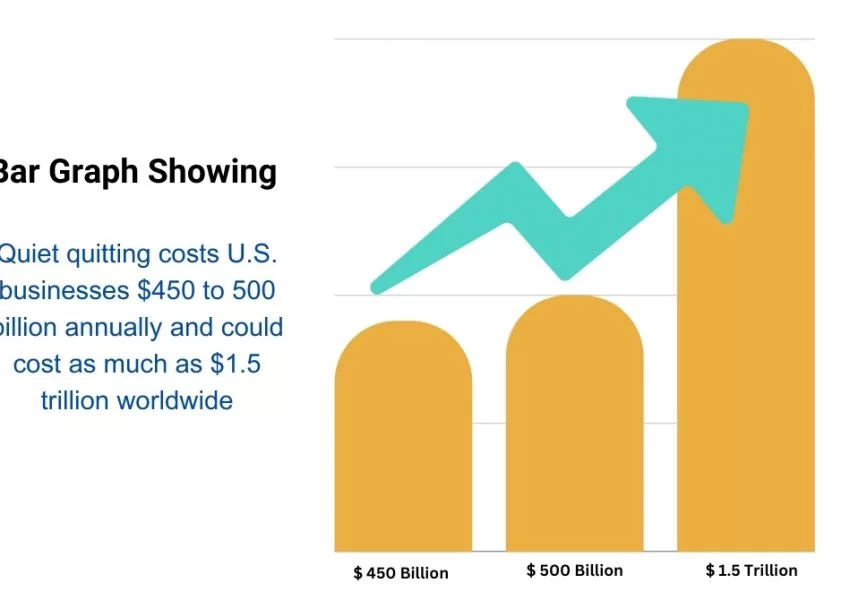 Bar Graph Showing
Quiet quitting costs U.S.
businesses $450 to 500
billion annually and could
cost as much as $1.5
trillion worldwide
$ 450 Billion
$ 500 Billion
$ 1.5 Trillion